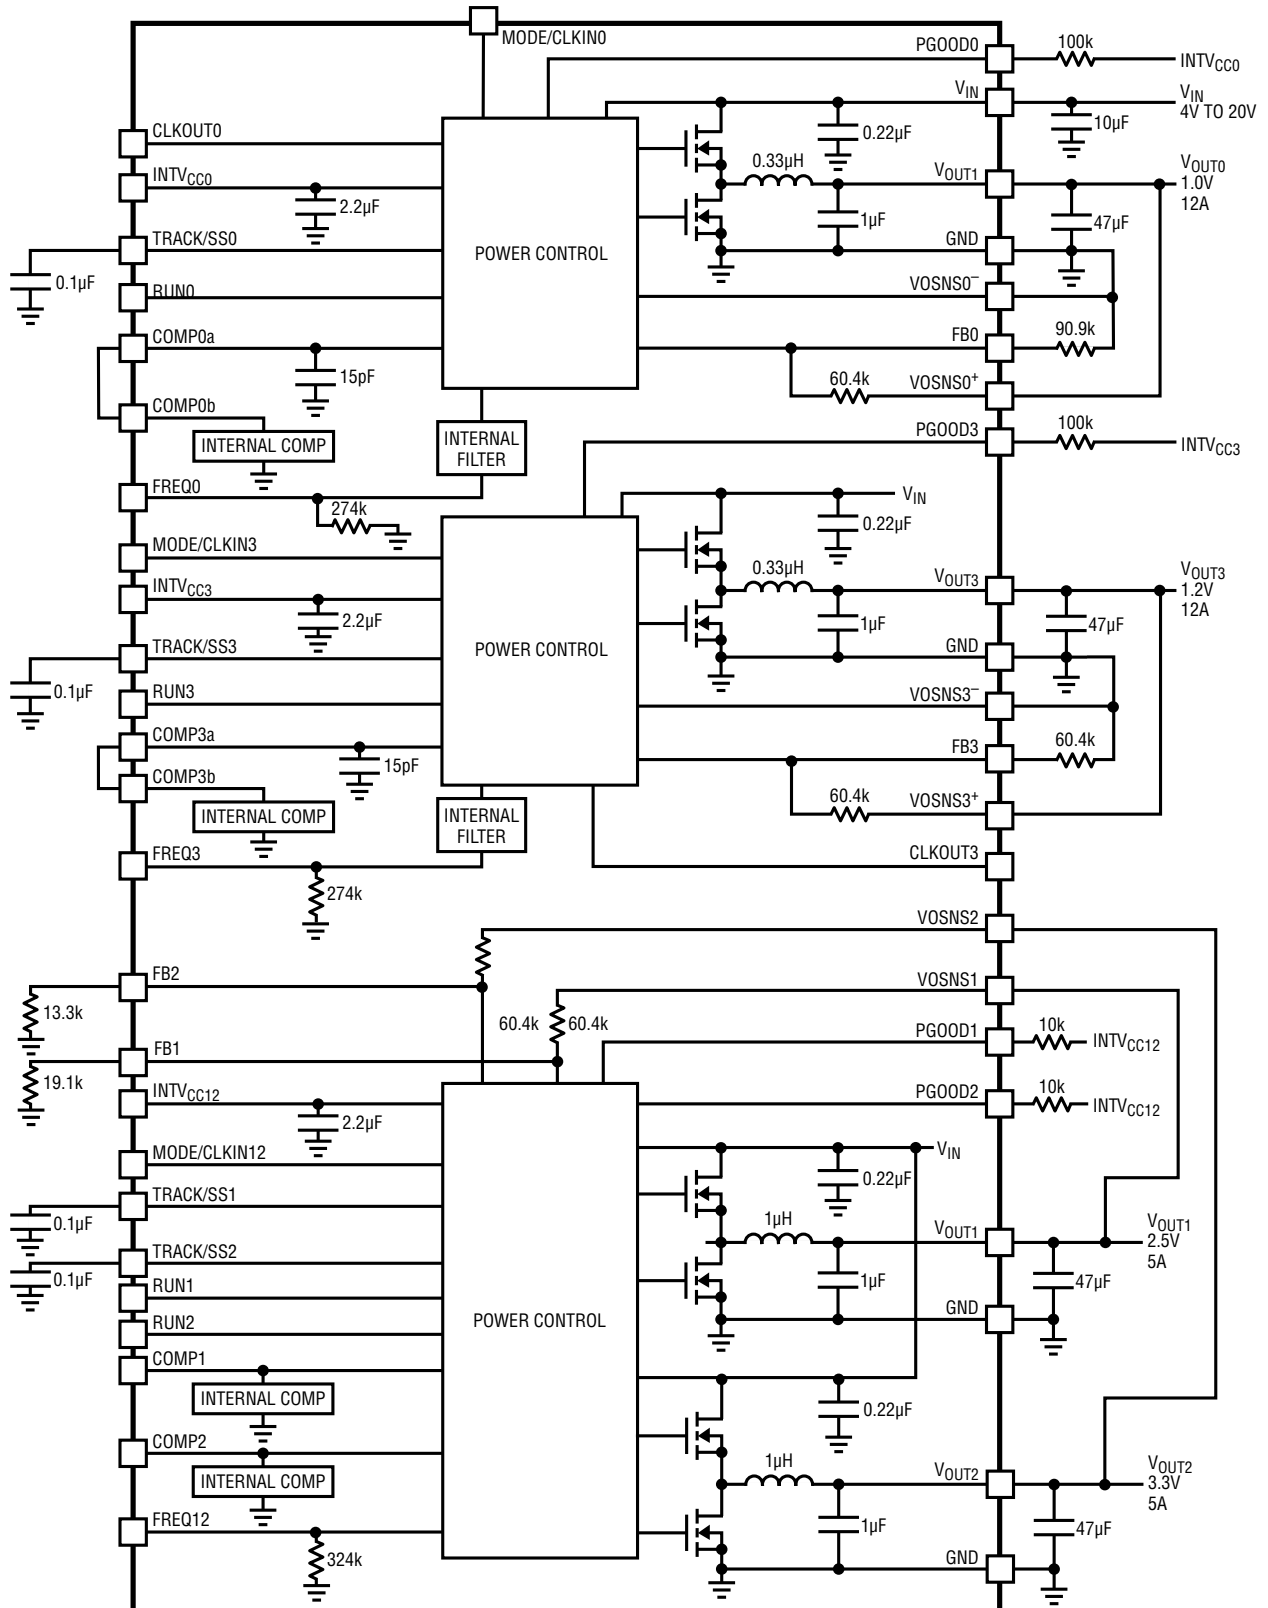 MODE/CLKIN0
PGOOD0
100k
INTVCC0
VIN
VIN
4V TO 20V
CLKOUT0
0.22µF
10µF
INTVCC0
0.33µH
VOUT1
VOUT0
1.0V
12A
2.2µF
1µF
47µF
TRACK/SS0
POWER CONTROL
GND
0.1µF
RUN0
VOSNS0–
COMP0a
FB0
90.9k
15pF
60.4k
VOSNS0+
COMP0b
INTERNAL COMP
INTERNAL
FILTER
PGOOD3
100k
INTVCC3
FREQ0
274k
VIN
0.22µF
MODE/CLKIN3
0.33µH
VOUT3
VOUT3
1.2V
12A
INTVCC3
2.2µF
1µF
47µF
TRACK/SS3
POWER CONTROL
GND
0.1µF
RUN3
VOSNS3–
COMP3a
FB3
60.4k
15pF
COMP3b
60.4k
VOSNS3+
INTERNAL COMP
INTERNAL
FILTER
FREQ3
CLKOUT3
274k
VOSNS2
FB2
VOSNS1
13.3k
60.4k
60.4k
PGOOD1
10k
INTVCC12
FB1
19.1k
INTVCC12
PGOOD2
10k
INTVCC12
2.2µF
MODE/CLKIN12
VIN
0.22µF
TRACK/SS1
0.1µF
1µH
VOUT1
VOUT1
2.5V
5A
TRACK/SS2
0.1µF
1µF
47µF
RUN1
GND
RUN2
POWER CONTROL
COMP1
INTERNAL COMP
0.22µF
COMP2
1µH
VOUT2
VOUT2
3.3V
5A
INTERNAL COMP
FREQ12
1µF
47µF
324k
GND